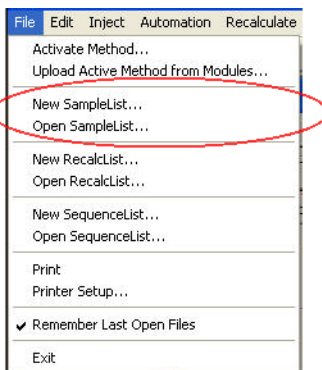 File Edit Inject Automation Recalculate
Activate Method...
Upload Active Method from Modules...
New SampleList...
Open SampleList...
New RecalcList...
Open RecalcList...
New SequenceList...
Open SequenceList...
Print
Printer Setup...
✔ Remember Last Open Files
Exit